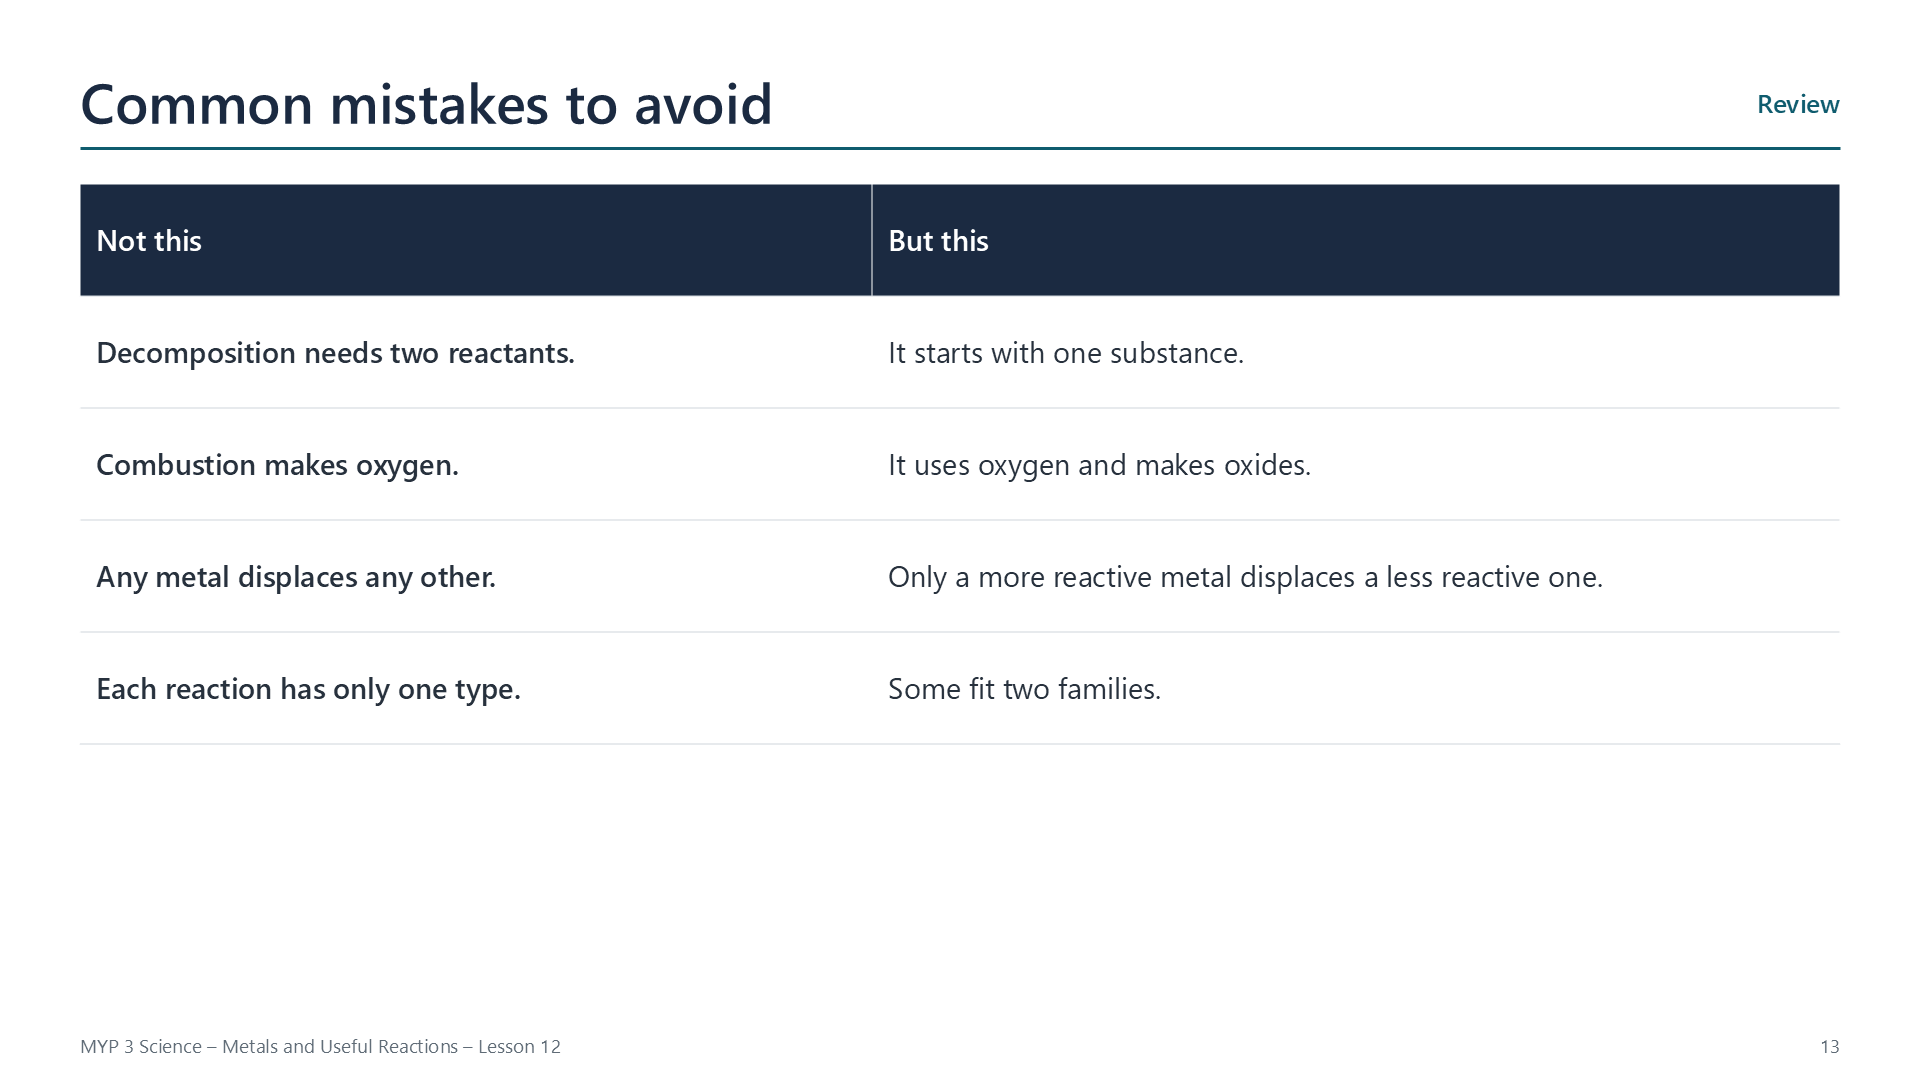 Common mistakes to avoid
Review
Not this
But this
Decomposition needs two reactants.
It starts with one substance.
Combustion makes oxygen.
It uses oxygen and makes oxides.
Any metal displaces any other.
Only a more reactive metal displaces a less reactive one.
Each reaction has only one type.
Some fit two families.
MYP 3 Science – Metals and Useful Reactions – Lesson 12
13